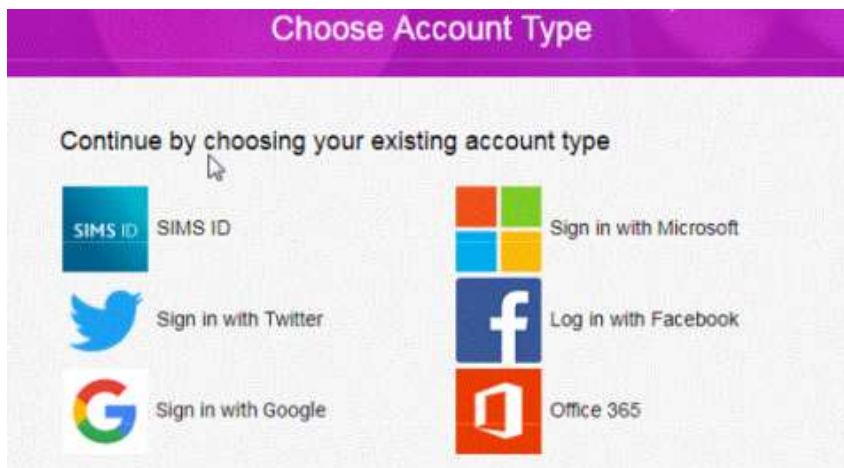 Choose Account Type
Continue by choosing your existing account type
SIMS ID SIMS ID
Sign in with Microsoft
Sign in with Twitter
Log in with Facebook
Sign in with Google
Office 365